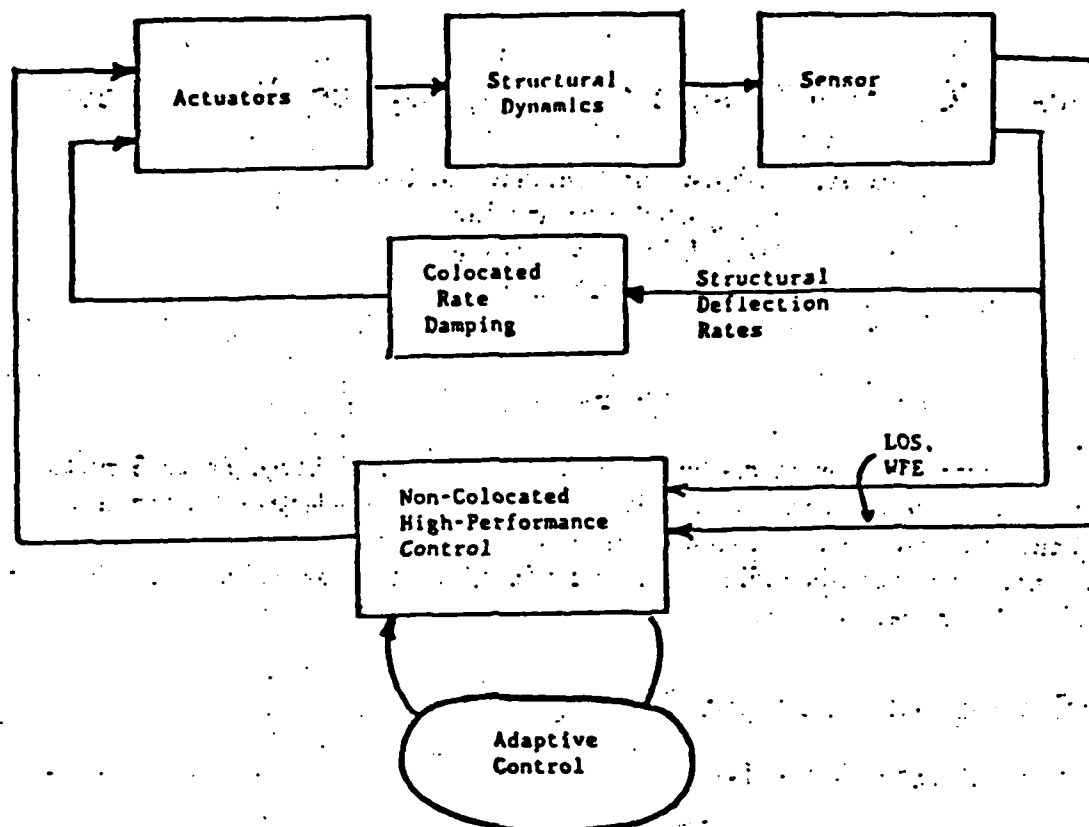 Actuators
Structural
Dynamics
Sensor
Colocated
Rate
Damping
Structural
Deflection
Rates
LOS,
WFE
Non-Colocated
High-Performance
Control
Adaptive
Control